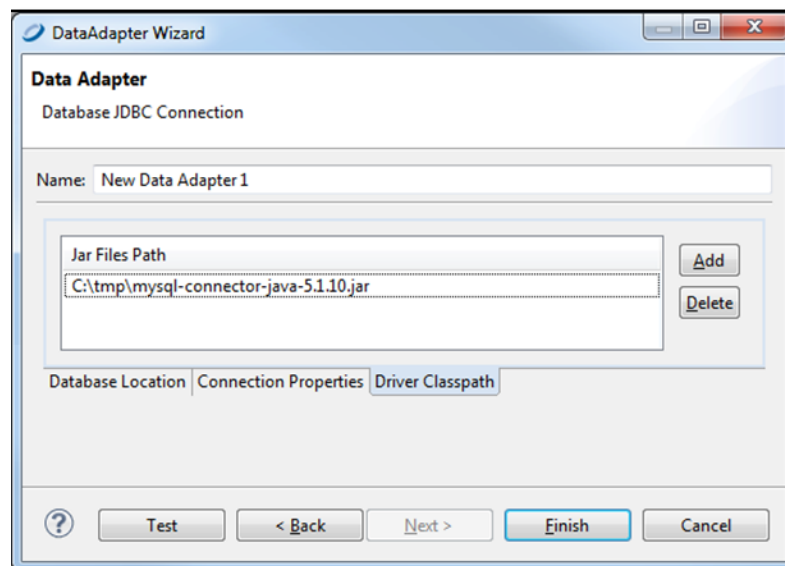 DataAdapter Wizard
Data Adapter
Database JDBC Connection
Name: New Data Adapter 1
Jar Files Path
C:\tmp\mysql-connector-java-5.1.10.jar
Add
Delete
Database Location Connection Properties Driver Classpath
? Test < Back Next > Finish Cancel